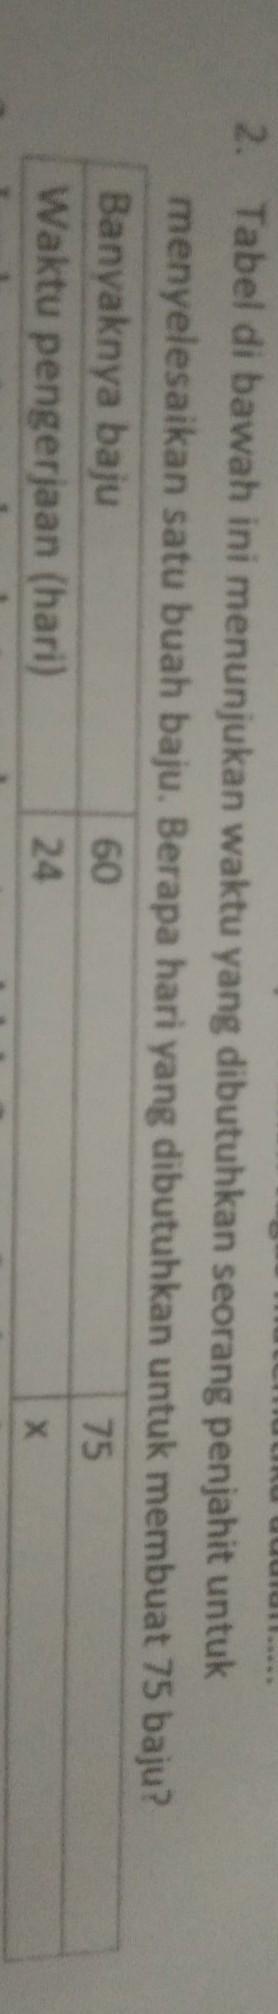 2. Tabel di bawah ini menunjukan waktu yang dibutuhkan seorang penjahit untuk
menyelesaikan satu buah baju. Berapa hari yang dibutuhkan untuk membuat 75 baju?
Banyaknya baju 60 75
Waktu pengerjaan (hari) 24 x